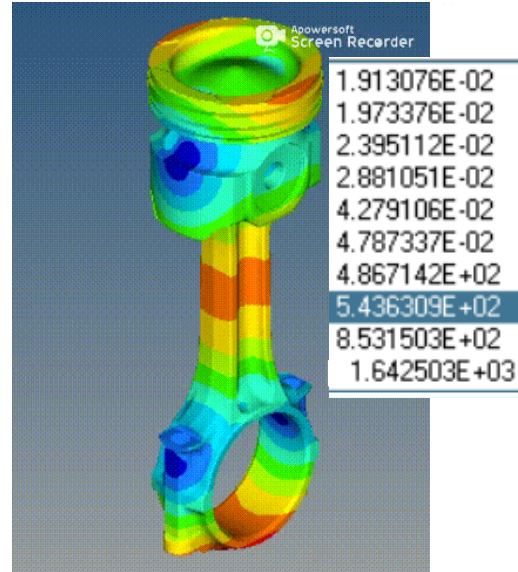 Apowersoft
Screen Recorder
1.913076E-02
1.973376E-02
2.395112E-02
2.881051E-02
4.279106E-02
4.787337E-02
4.867142E+02
5.436309E+02
8.531503E+02
1.642503E+03